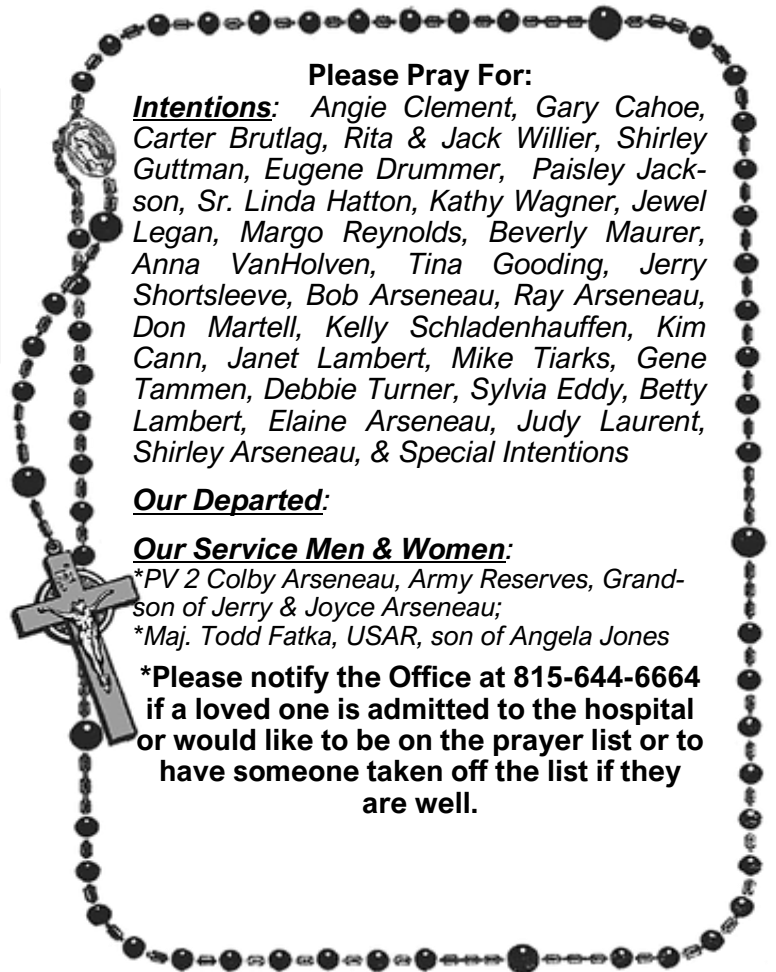 Please Pray For:
Intentions: Angie Clement, Gary Cahoe,
Carter Brutlag, Rita & Jack Willier, Shirley
Guttman, Eugene Drummer, Paisley Jack-
son, Sr. Linda Hatton, Kathy Wagner, Jewel
Legan, Margo Reynolds, Beverly Maurer,
Anna VanHolven, Tina Gooding, Jerry
Shortsleeve, Bob Arseneau, Ray Arseneau,
Don Martell, Kelly Schladenhauffen, Kim
Cann, Janet Lambert, Mike Tiarks, Gene
Tammen, Debbie Turner, Sylvia Eddy, Betty
Lambert, Elaine Arseneau, Judy Laurent,
Shirley Arseneau, & Special Intentions
Our Departed:
Our Service Men & Women:
*PV 2 Colby Arseneau, Army Reserves, Grand-
son of Jerry & Joyce Arseneau;
*Maj. Todd Fatka, USAR, son of Angela Jones
*Please notify the Office at 815-644-6664
if a loved one is admitted to the hospital
or would like to be on the prayer list or to
have someone taken off the list if they
are well.